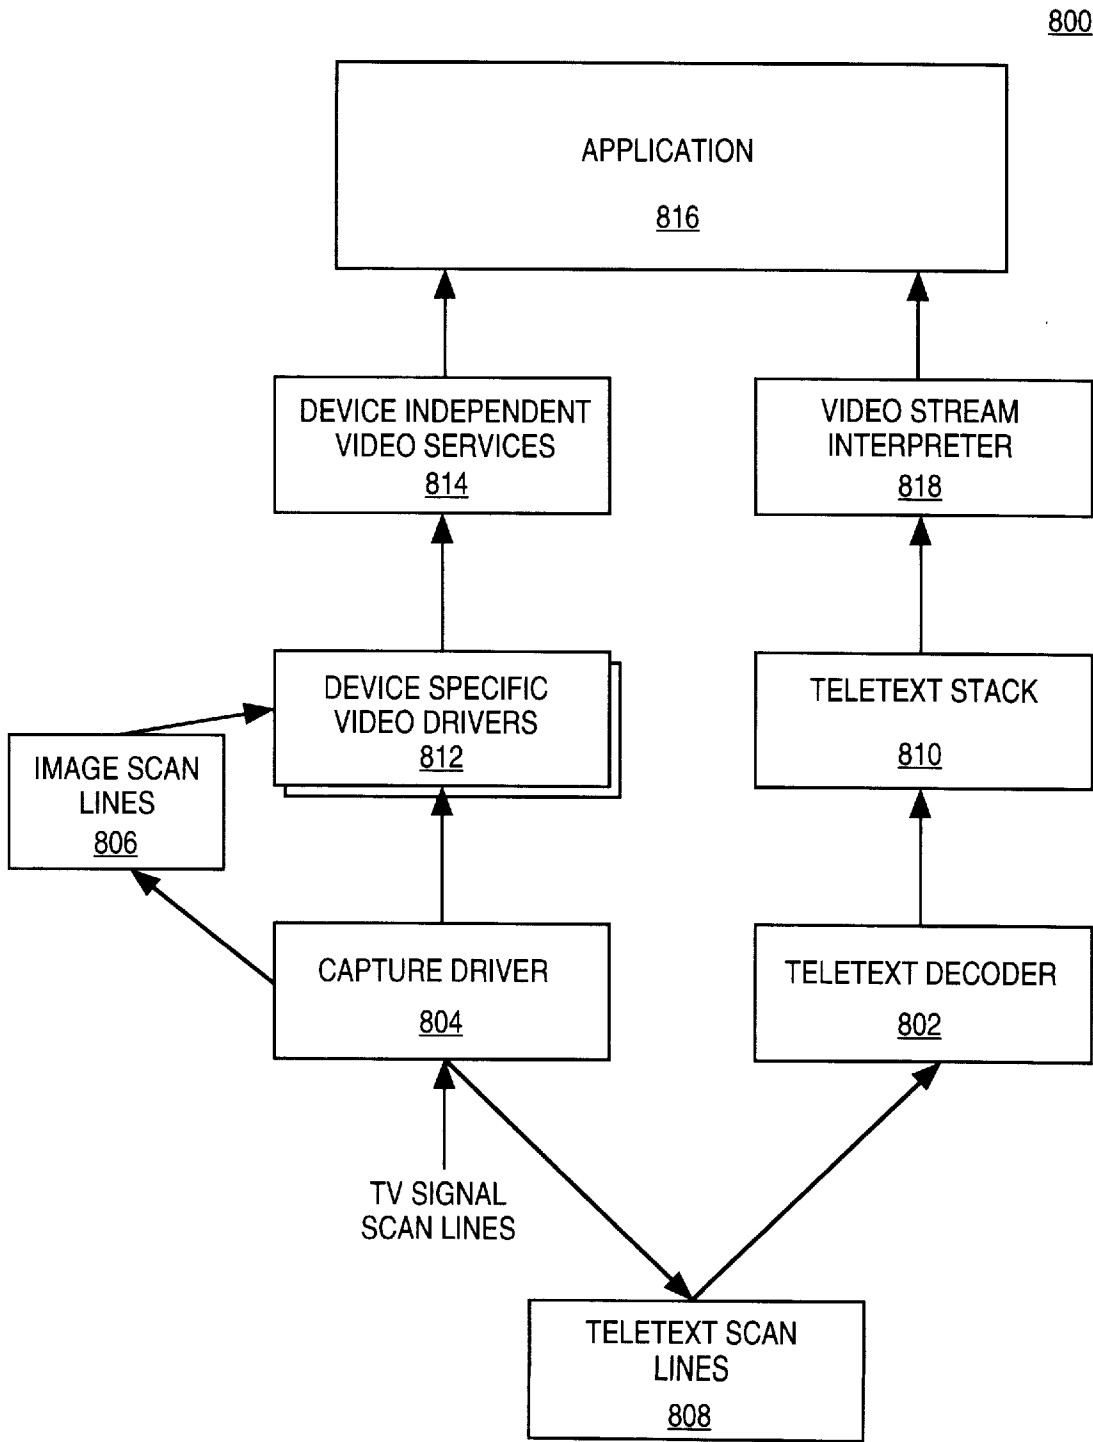 800
APPLICATION
816
DEVICE INDEPENDENT
VIDEO SERVICES
814
VIDEO STREAM
INTERPRETER
818
DEVICE SPECIFIC
VIDEO DRIVERS
812
TELETEXT STACK
810
IMAGE SCAN
LINES
806
CAPTURE DRIVER
804
TELETEXT DECODER
802
TV SIGNAL
SCAN LINES
TELETEXT SCAN
LINES
808